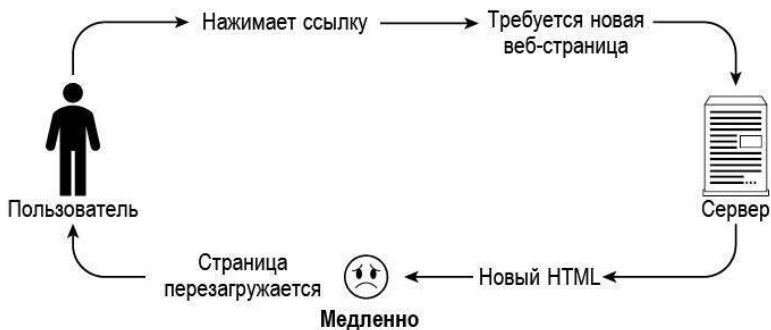 Нажимает ссылку
Требуется новая
веб-страница
Пользователь
Сервер
Страница
перезагружается
Новый HTML
Медленно